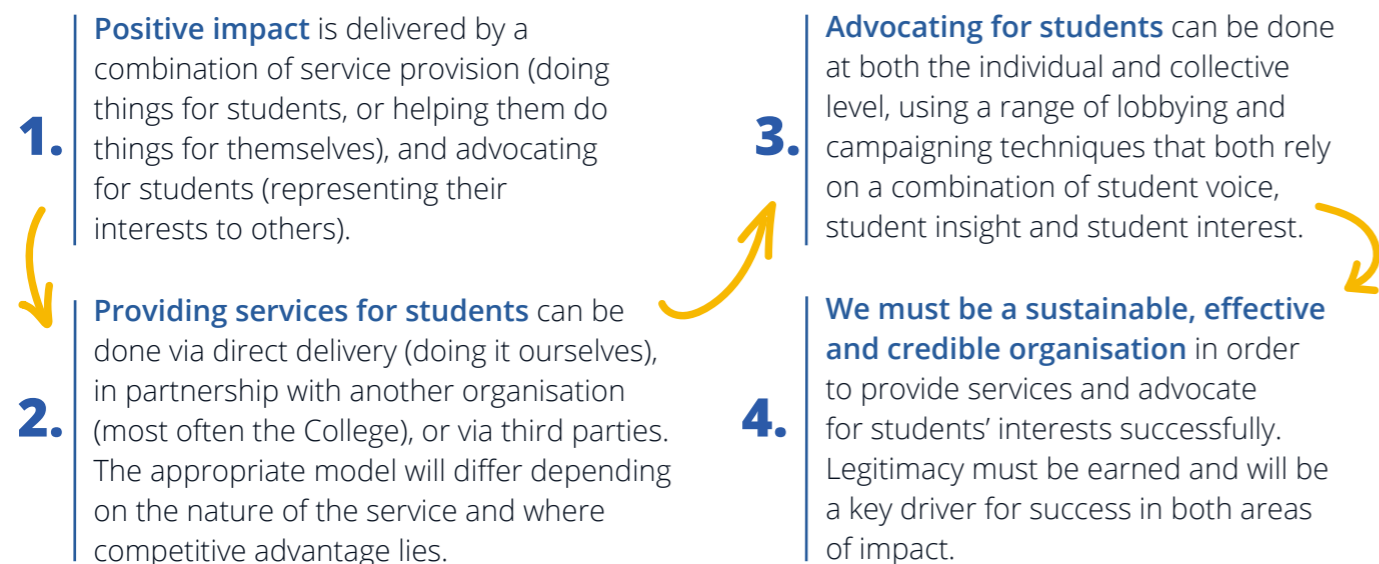 1.
Positive impact is delivered by a
combination of service provision (doing
things for students, or helping them do
things for themselves), and advocating
for students (representing their
interests to others).
2.
Providing services for students can be
done via direct delivery (doing it ourselves),
in partnership with another organisation
(most often the College), or via third parties.
The appropriate model will differ depending
on the nature of the service and where
competitive advantage lies.
3.
Advocating for students can be done
at both the individual and collective
level, using a range of lobbying and
campaigning techniques that both rely
on a combination of student voice,
student insight and student interest.
4.
We must be a sustainable, effective
and credible organisation in order
to provide services and advocate
for students’ interests successfully.
Legitimacy must be earned and will be
a key driver for success in both areas
of impact.